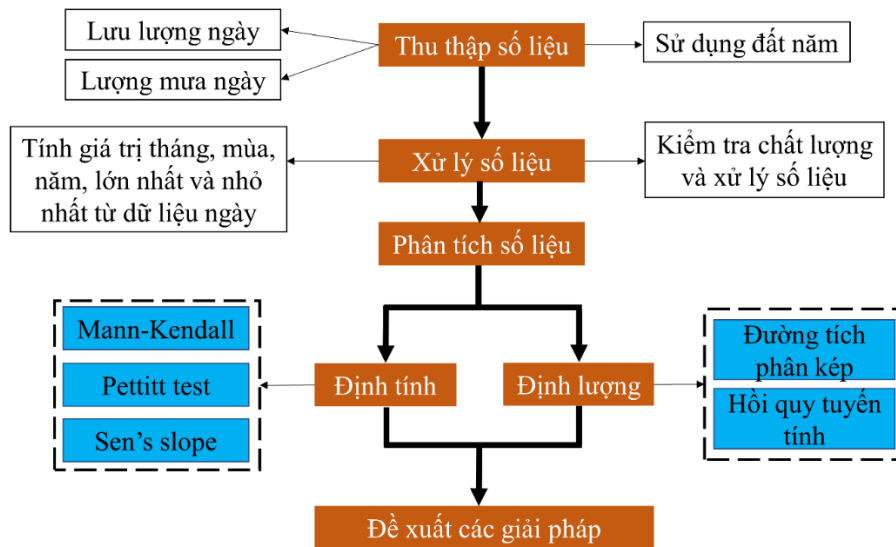 Lưu lượng ngày
Thu thập số liệu
Sử dụng đất năm
Lượng mưa ngày
Tính giá trị tháng, mùa,
năm, lớn nhất và nhỏ
nhất từ dữ liệu ngày
Xử lý số liệu
Kiểm tra chất lượng
và xử lý số liệu
Phân tích số liệu
Mann-Kendall
Pettitt test
Sen’s slope
Định tính
Định lượng
Đường tích
phân kép
Hồi quy tuyến
tính
Đề xuất các giải pháp